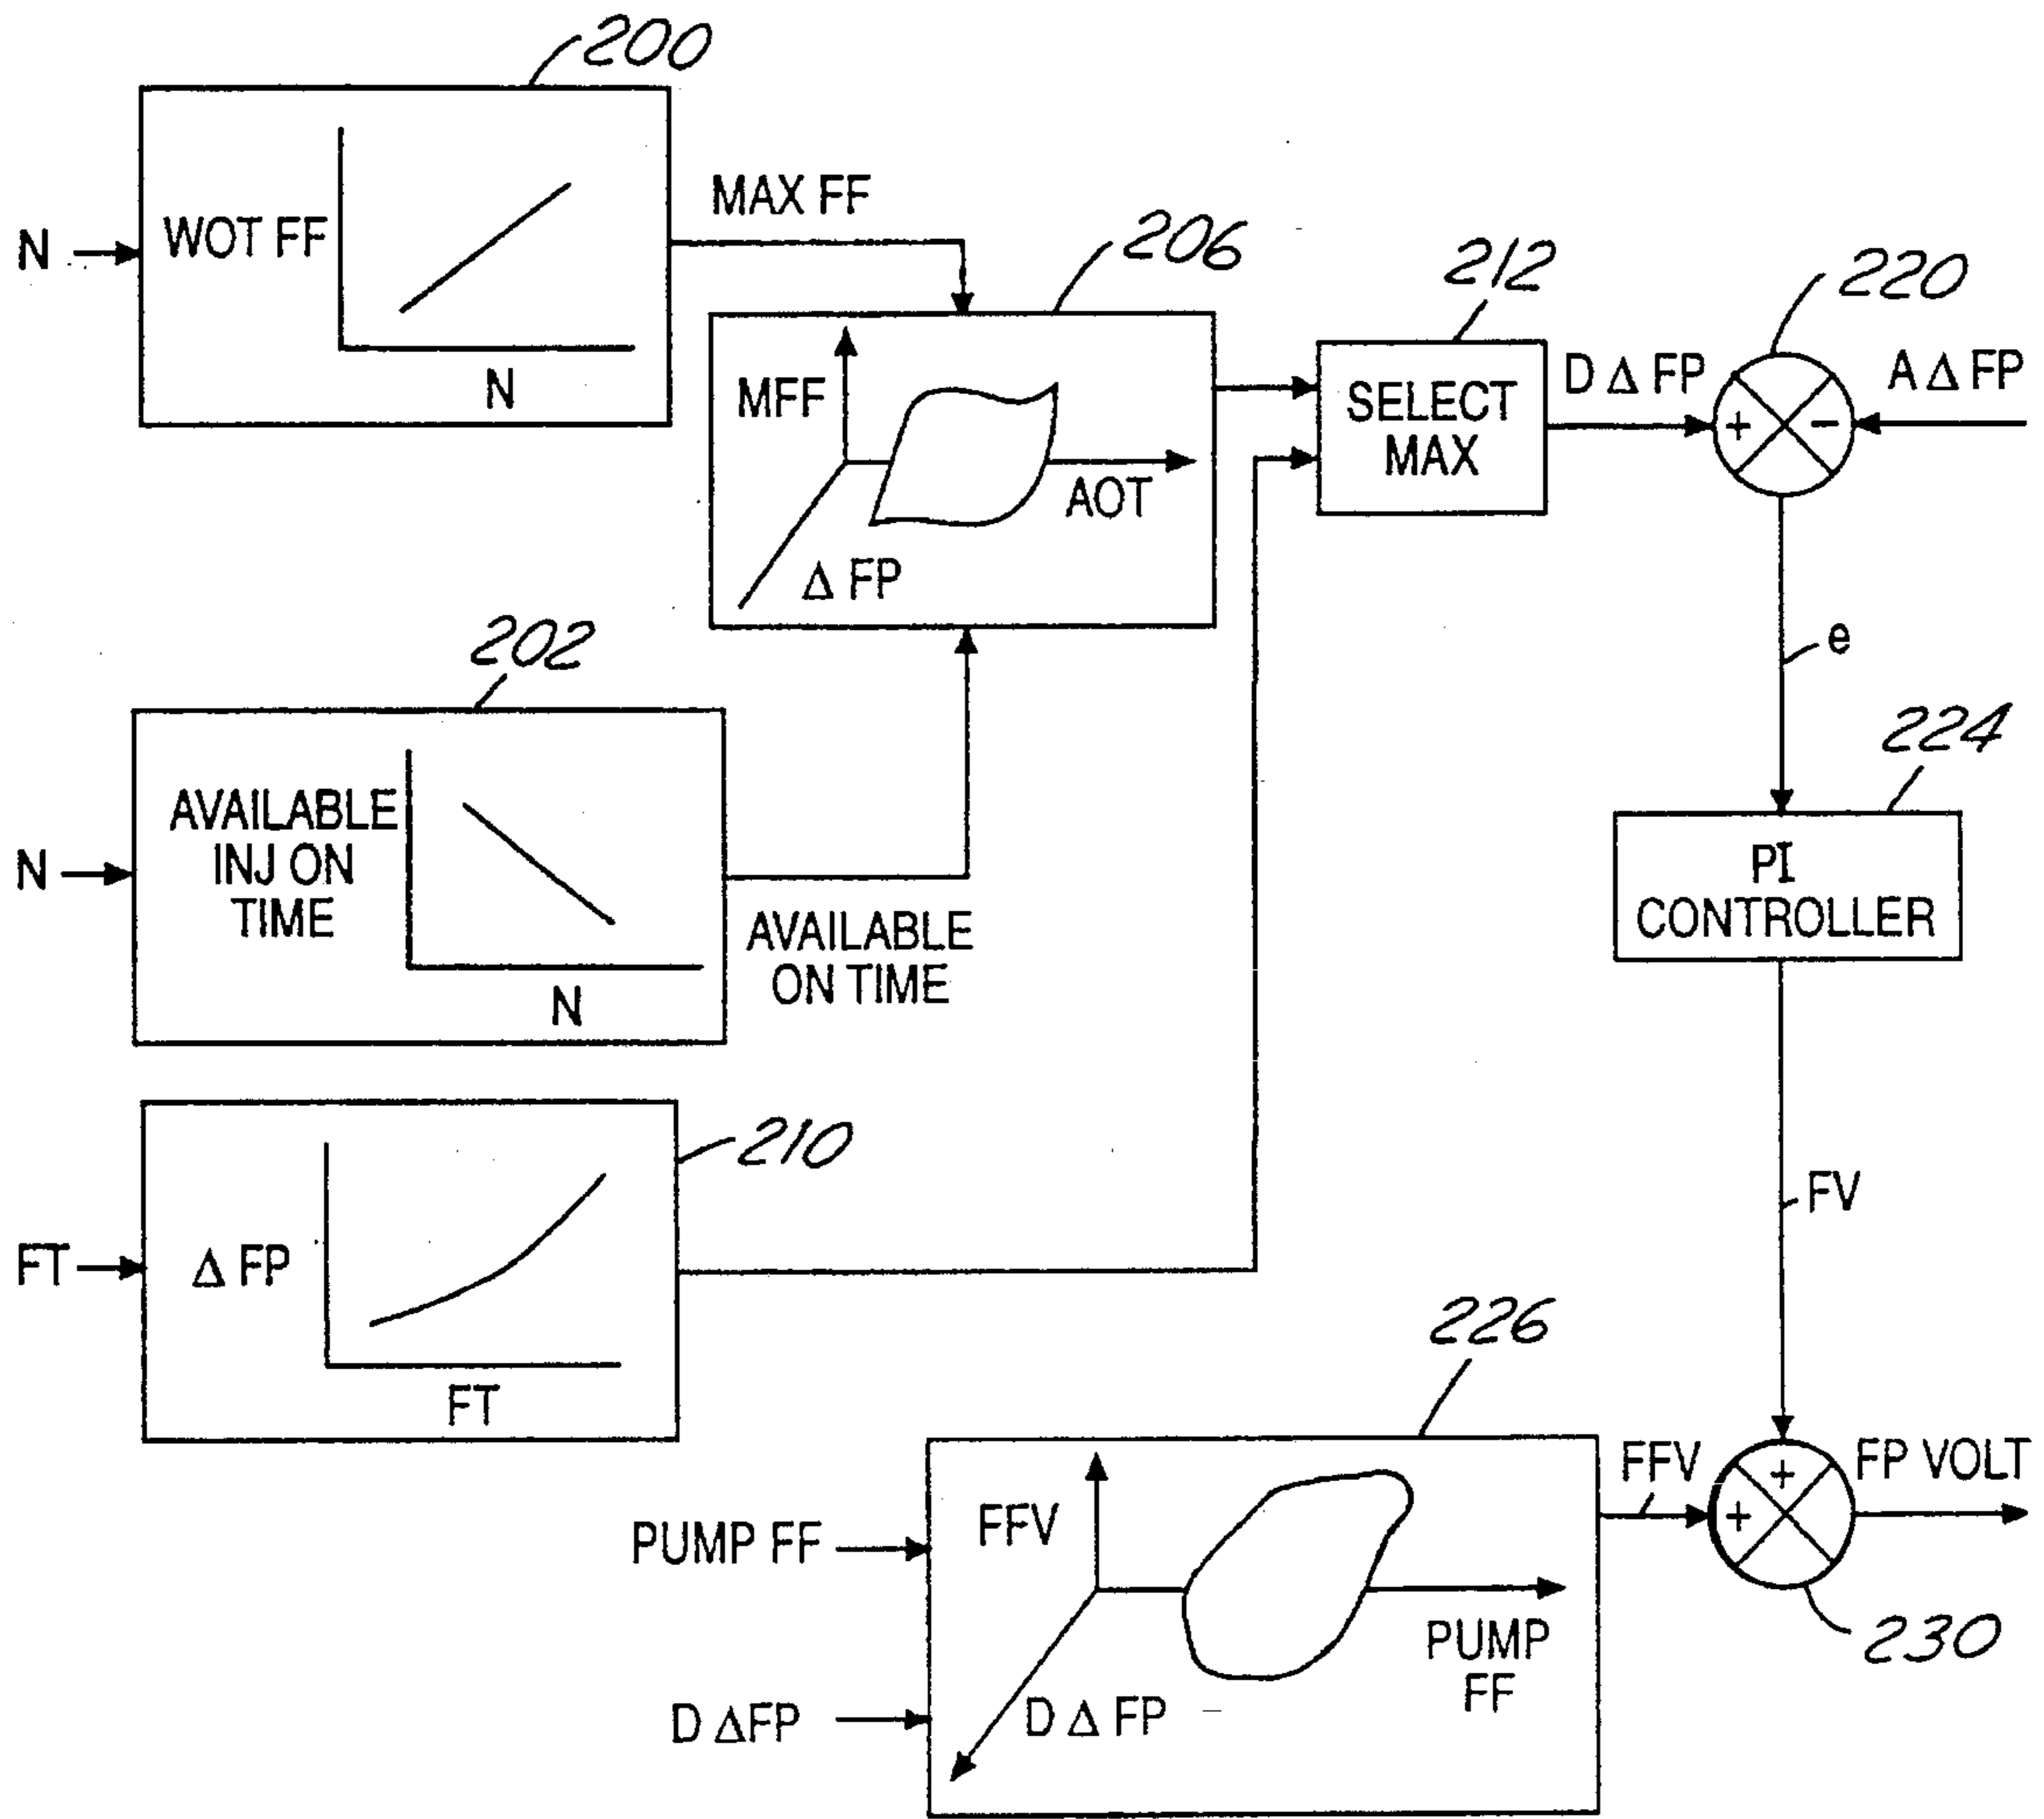 200
N
WOT FF
N
MAX FF
206
MFF
AOT
Δ FP
212
SELECT
MAX
D Δ FP
220
+
−
A Δ FP
e
202
N
AVAILABLE
INJ ON
TIME
N
AVAILABLE
ON TIME
224
PI
CONTROLLER
FV
210
FT
Δ FP
FT
226
PUMP FF
D ΔFP
FFV
D Δ FP
PUMP
FF
FFV
+
+
FP VOLT
230